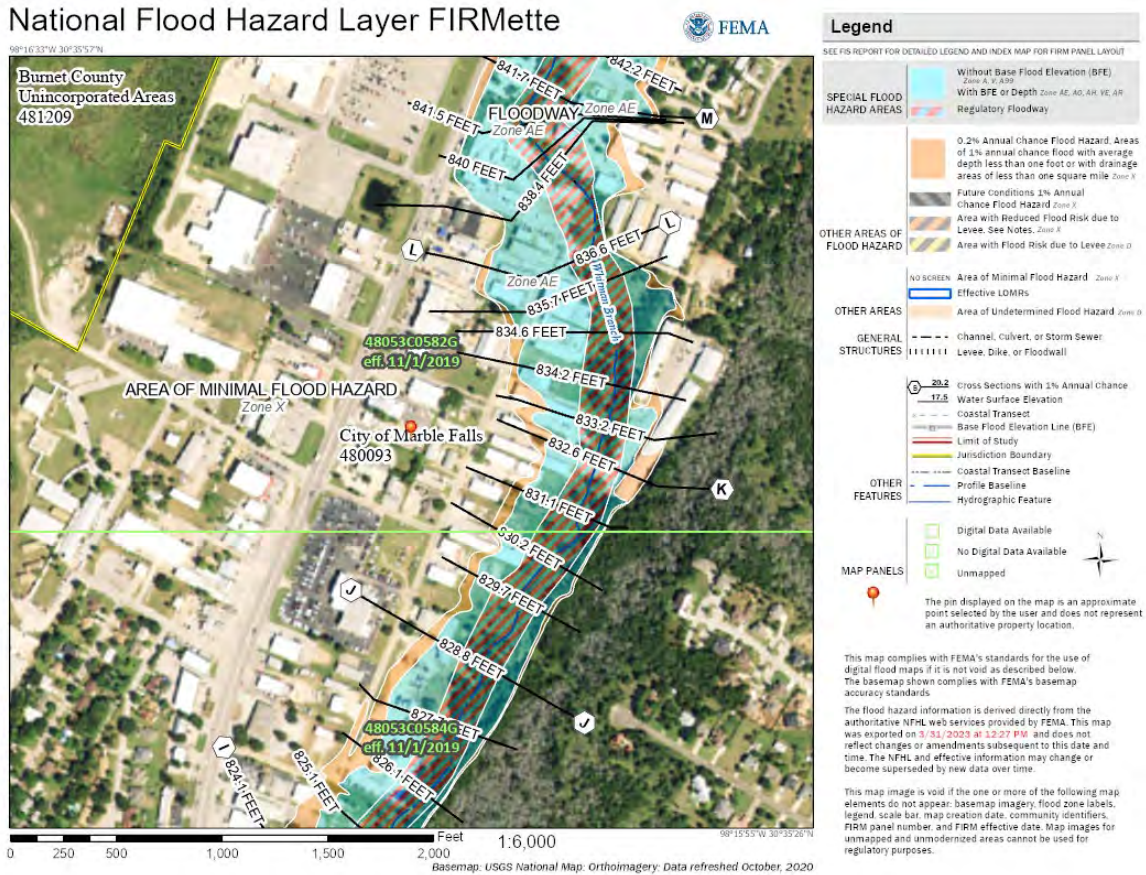 National Flood Hazard Layer FIRMette
FEMA
98°16'33"W 30°35'57"N
Burnet County
Unincorporated Areas
481209
841.7 FEET
842.2 FEET
841.5 FEET
FLOODWAY
Zone AE
Zone AE
M
840 FEET
838.4 FEET
L
836.6 FEET
L
Zone AE
835.7 FEET
Whitman Branch
834.6 FEET
48053C0582G
eff. 11/1/2019
834.2 FEET
AREA OF MINIMAL FLOOD HAZARD
Zone X
833.2 FEET
City of Marble Falls
480093
832.6 FEET
K
831.1 FEET
830.2 FEET
829.7 FEET
J
828.8 FEET
J
48053C0584G
eff. 11/1/2019
826.1 FEET
I
824.1 FEET
825.1 FEET
98°15'55"W 30°35'26"N
Feet
1:6,000
0 250 500 1,000 1,500 2,000
Basemap: USGS National Map: Orthoimagery: Data refreshed October, 2020
Legend
SEE FIS REPORT FOR DETAILED LEGEND AND INDEX MAP FOR FIRM PANEL LAYOUT
SPECIAL FLOOD
HAZARD AREAS
Without Base Flood Elevation (BFE)
Zone A, V, A99
With BFE or Depth Zone AE, AO, AH, VE, AR
Regulatory Floodway
OTHER AREAS OF
FLOOD HAZARD
0.2% Annual Chance Flood Hazard, Areas
of 1% annual chance flood with average
depth less than one foot or with drainage
areas of less than one square mile Zone X
Future Conditions 1% Annual
Chance Flood Hazard Zone X
Area with Reduced Flood Risk due to
Levee. See Notes. Zone X
Area with Flood Risk due to Levee Zone D
OTHER AREAS
NO SCREEN Area of Minimal Flood Hazard Zone X
Effective LOMRs
Area of Undetermined Flood Hazard Zone D
GENERAL
STRUCTURES
Channel, Culvert, or Storm Sewer
Levee, Dike, or Floodwall
OTHER
FEATURES
20.2 Cross Sections with 1% Annual Chance
17.5 Water Surface Elevation
Coastal Transect
Base Flood Elevation Line (BFE)
Limit of Study
Jurisdiction Boundary
Coastal Transect Baseline
Profile Baseline
Hydrographic Feature
MAP PANELS
Digital Data Available
No Digital Data Available
Unmapped
N
The pin displayed on the map is an approximate
point selected by the user and does not represent
an authoritative property location.
This map complies with FEMA's standards for the use of
digital flood maps if it is not void as described below.
The basemap shown complies with FEMA's basemap
accuracy standards
The flood hazard information is derived directly from the
authoritative NFHL web services provided by FEMA. This map
was exported on 3/31/2023 at 12:27 PM and does not
reflect changes or amendments subsequent to this date and
time. The NFHL and effective information may change or
become superseded by new data over time.
This map image is void if the one or more of the following map
elements do not appear: basemap imagery, flood zone labels,
legend, scale bar, map creation date, community identifiers,
FIRM panel number, and FIRM effective date. Map images for
unmapped and unmodernized areas cannot be used for
regulatory purposes.